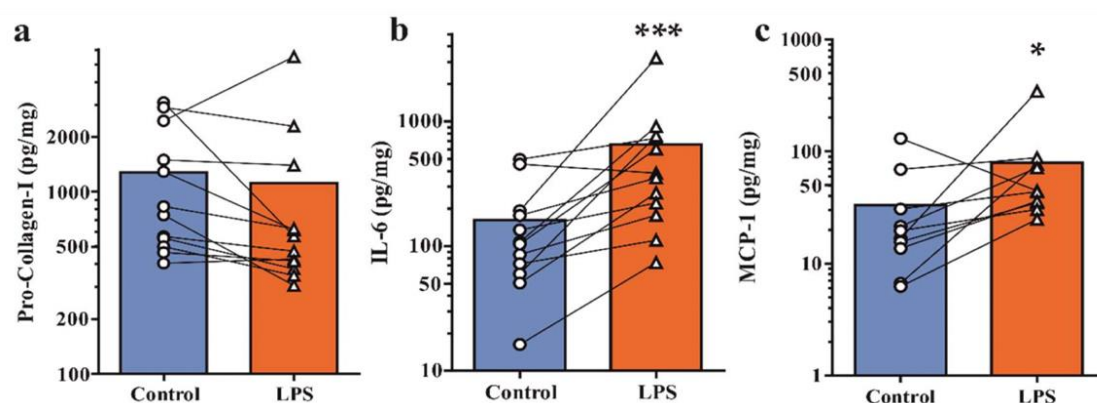 a
Pro-Collagen-I (pg/mg)
2000
1000
500
200
100
Control LPS
b
***
IL-6 (pg/mg)
1000
500
100
50
10
Control LPS
c
*
MCP-1 (pg/mg)
1000
500
100
50
10
1
Control LPS